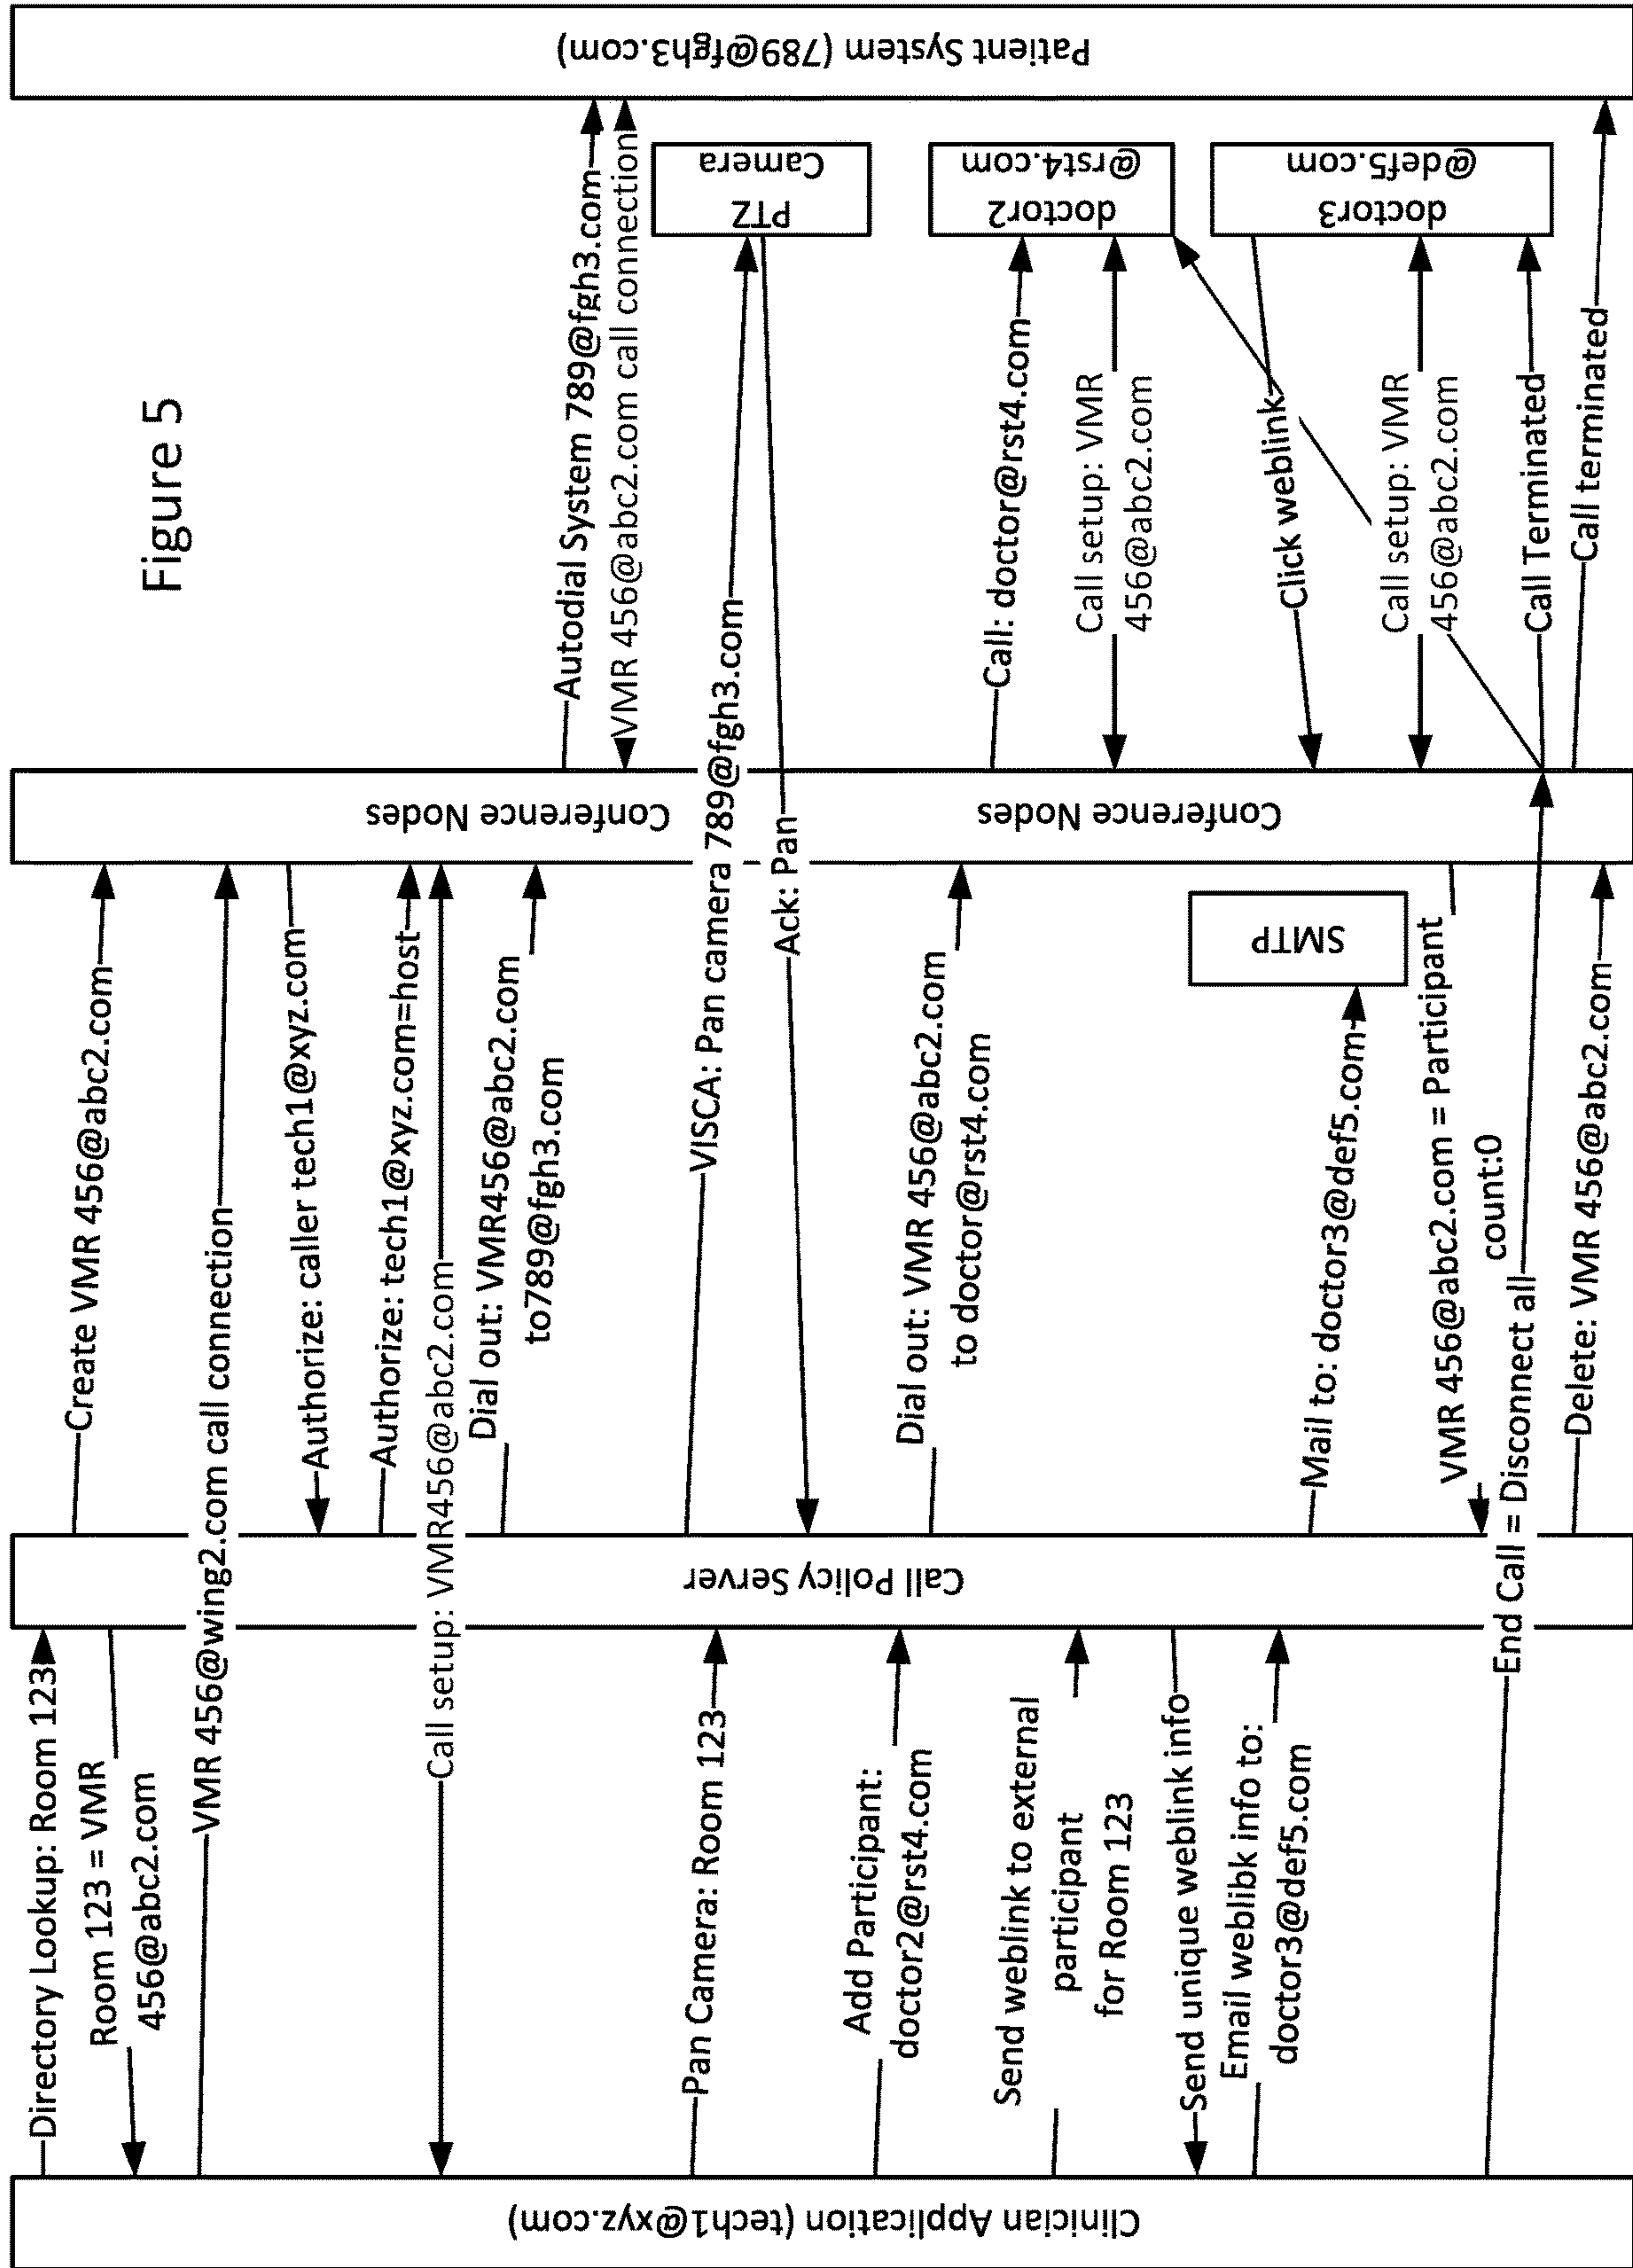 Figure 5
Clinician Application (tech1@xyz.com)
Call Policy Server
Conference Nodes
Conference Nodes
Patient System (789@fgh3.com)
Directory Lookup: Room 123
Room 123 = VMR
456@abc2.com
Create VMR 456@abc2.com
VMR 456@wing2.com call connection
Authorize: caller tech1@xyz.com
Authorize: tech1@xyz.com=host
Call setup: VMR456@abc2.com
Dial out: VMR456@abc2.com
to789@fgh3.com
Autodial System 789@fgh3.com
VMR 456@abc2.com call connection
Pan Camera: Room 123
VISCA: Pan camera 789@fgh3.com
PTZ
Camera
Ack: Pan
Add Participant:
doctor2@rst4.com
Dial out: VMR 456@abc2.com
to doctor@rst4.com
Call: doctor@rst4.com
doctor2
@rst4.com
Call setup: VMR
456@abc2.com
Send weblink to external
participant
for Room 123
Send unique weblink info
Email weblibk info to:
doctor3@def5.com
Mail to: doctor3@def5.com
SMTP
Click weblink
doctor3
@def5.com
Call setup: VMR
456@abc2.com
VMR 456@abc2.com = Participant
count:0
End Call = Disconnect all
Call Terminated
Call terminated
Delete: VMR 456@abc2.com